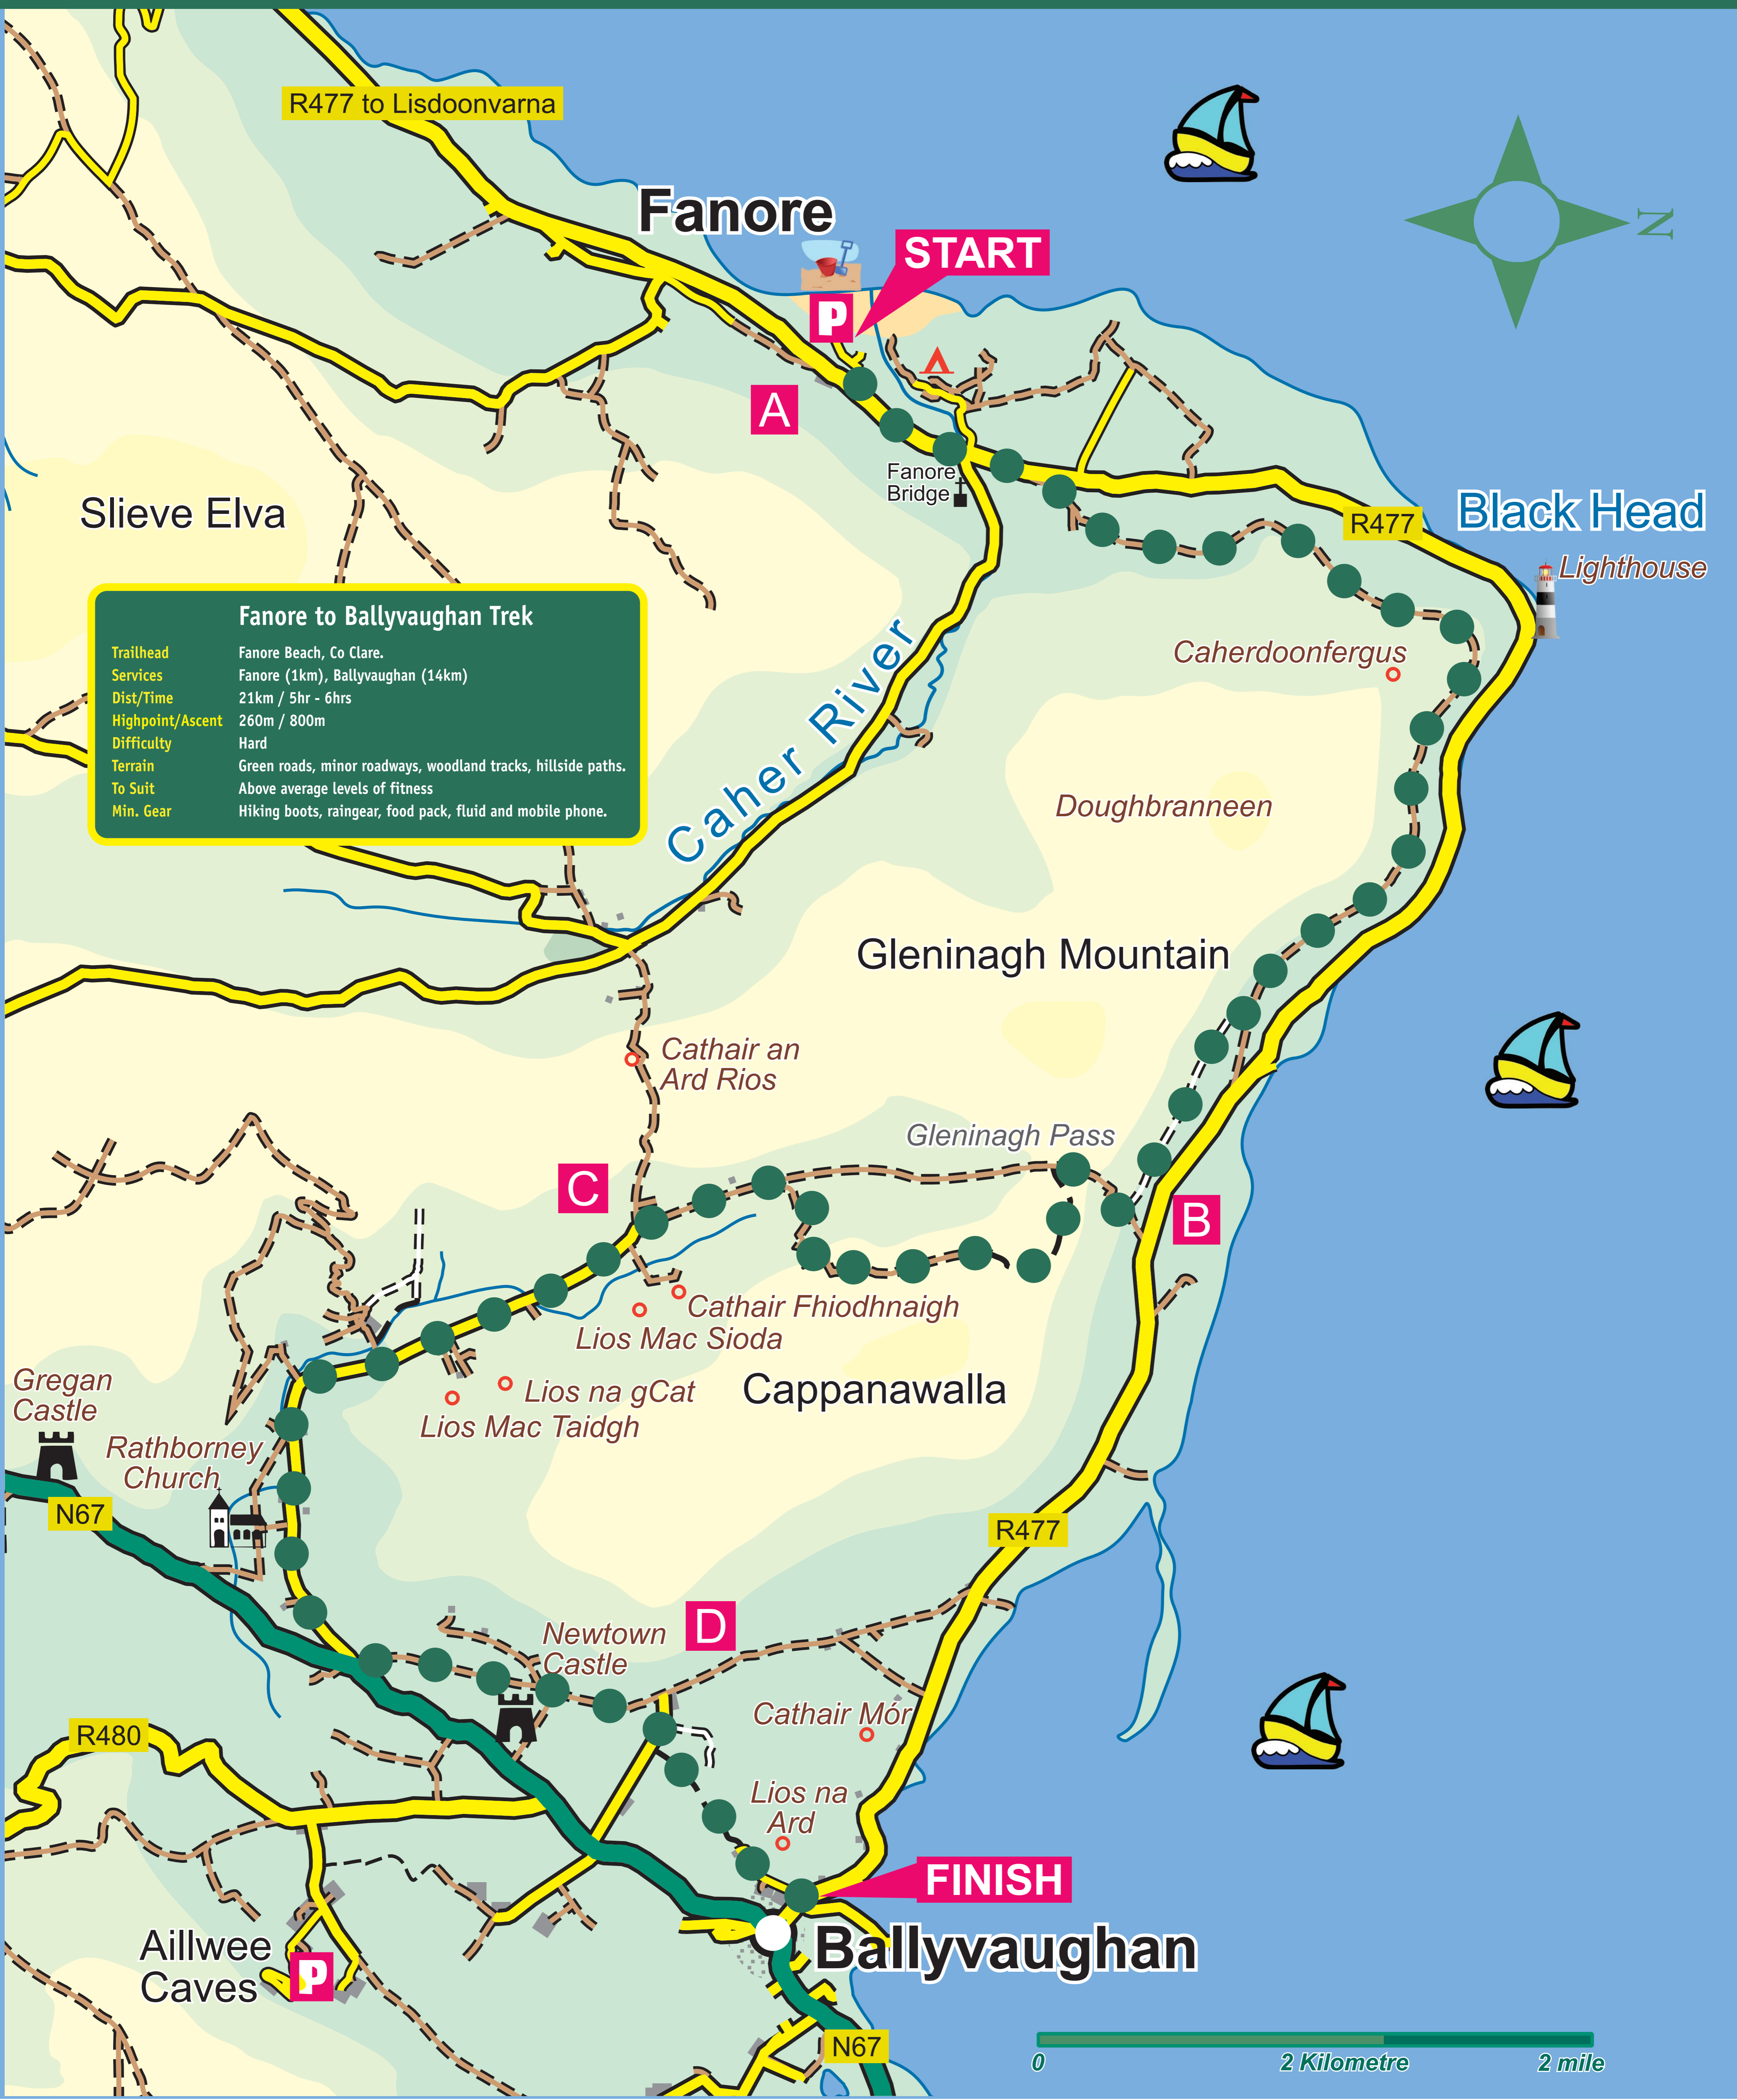 R477 to Lisdoonvarna
Fanore
START
P
N
A
Fanore
Bridge
Slieve Elva
R477
Black Head
Lighthouse
Fanore to Ballyvaughan Trek
Trailhead Fanore Beach, Co Clare.
Services Fanore (1km), Ballyvaughan (14km)
Dist/Time 21km / 5hr - 6hrs
Highpoint/Ascent 260m / 800m
Difficulty Hard
Terrain Green roads, minor roadways, woodland tracks, hillside paths.
To Suit Above average levels of fitness
Min. Gear Hiking boots, raingear, food pack, fluid and mobile phone.
Caherdoonfergus
Caher River
Doughbranneen
Gleninagh Mountain
Cathair an
Ard Rios
Gleninagh Pass
C
B
Cathair Fhiodhnaigh
Lios Mac Sioda
Cappanawalla
Lios na gCat
Lios Mac Taidgh
Gregan
Castle
Rathborney
Church
N67
R477
Newtown
Castle
D
Cathair Mór
R480
Lios na
Ard
FINISH
Ballyvaughan
Aillwee
Caves
P
N67
0 2 Kilometre 2 mile